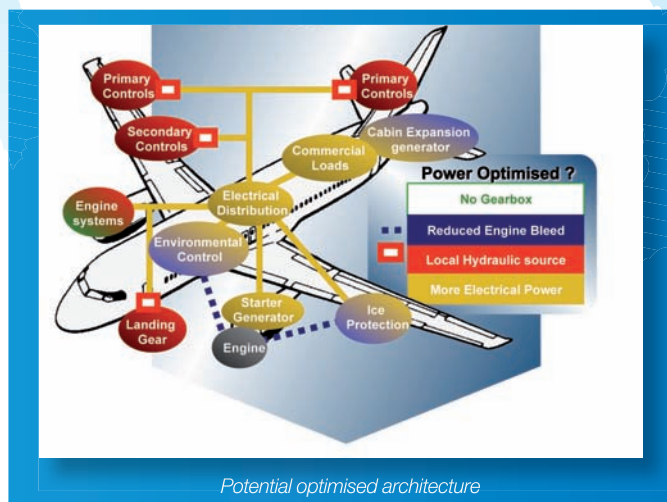 Primary
Controls
Primary
Controls
Secondary
Controls
Commercial
Loads
Cabin Expansion
generator
Power Optimised ?
No Gearbox
Reduced Engine Bleed
Local Hydraulic source
More Electrical Power
Electrical
Distribution
Engine
systems
Environmental
Control
Landing
Gear
Starter
Generator
Engine
Ice
Protection
Potential optimised architecture